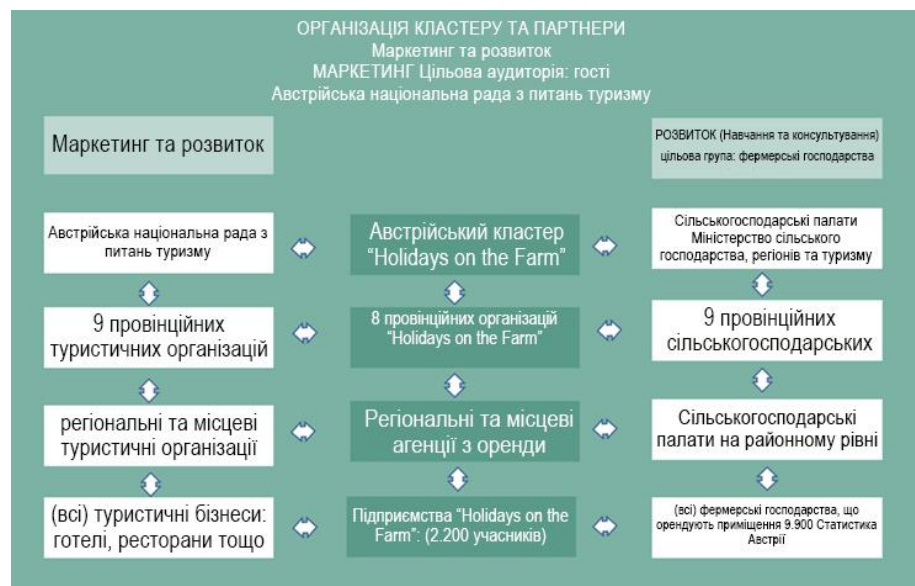 ОРГАНІЗАЦІЯ КЛАСТЕРУ ТА ПАРТНЕРИ
Маркетинг та розвиток
МАРКЕТИНГ Цільова аудиторія: гості
Австрійська національна рада з питань туризму
Маркетинг та розвиток
РОЗВИТОК (Навчання та консультування)
цільова група: фермерські господарства
Австрійська національна рада з
питань туризму
Австрійський кластер
“Holidays on the Farm”
Сільськогосподарські палати
Міністерство сільського
господарства, регіонів та туризму
9 провінційних
туристичних організацій
8 провінційних організацій
“Holidays on the Farm”
9 провінційних
сільськогосподарських
регіональні та місцеві
туристичні організації
Регіональні та місцеві
агенції з оренди
Сільськогосподарські
палати на районному рівні
(всі) туристичні бізнеси:
готелі, ресторани тощо
Підприємства “Holidays on the
Farm”: (2.200 учасників)
(всі) фермерські господарства, що
орендують приміщення 9.900 Статистика
Австрії